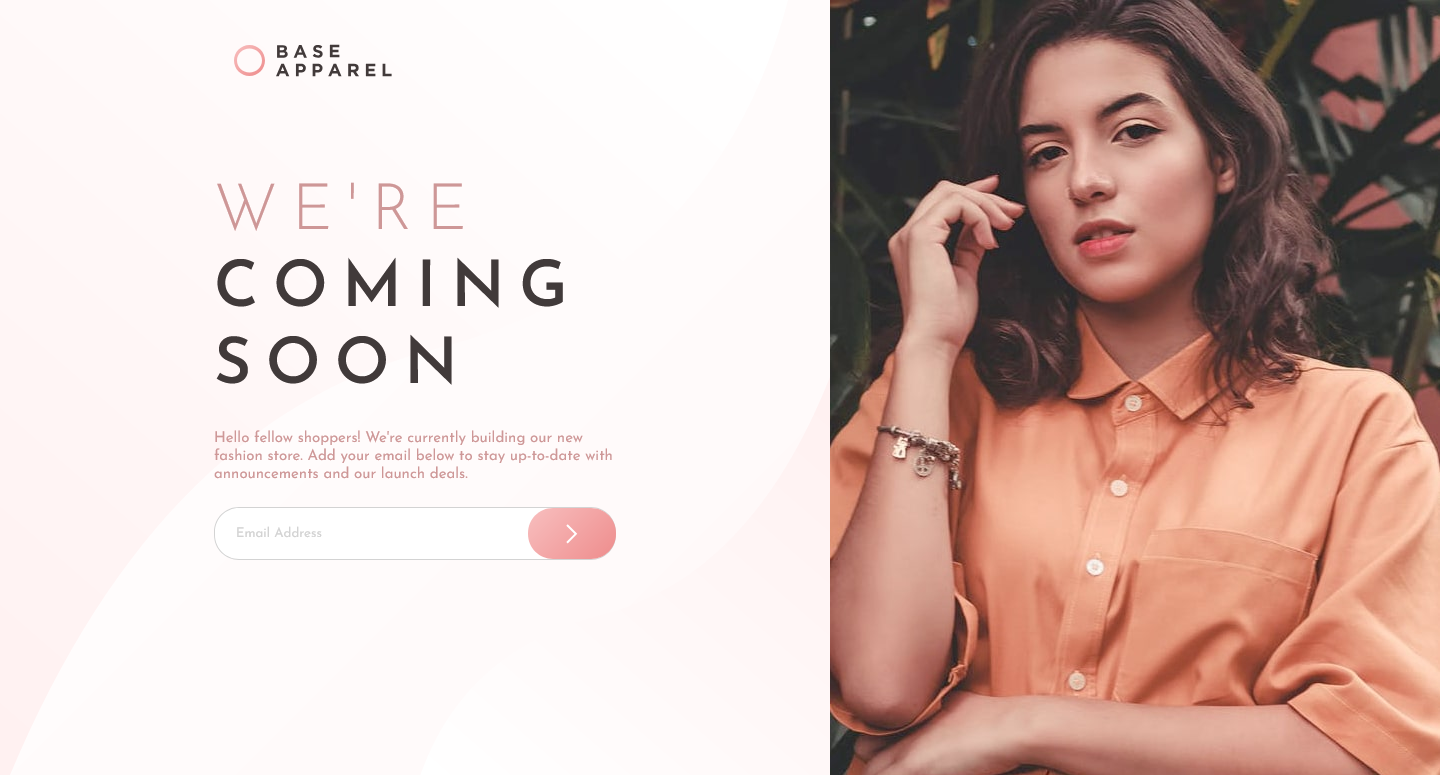 BASE
APPAREL
WE'RE
COMING
SOON
Hello fellow shoppers! We're currently building our new
fashion store. Add your email below to stay up-to-date with
announcements and our launch deals.
Email Address